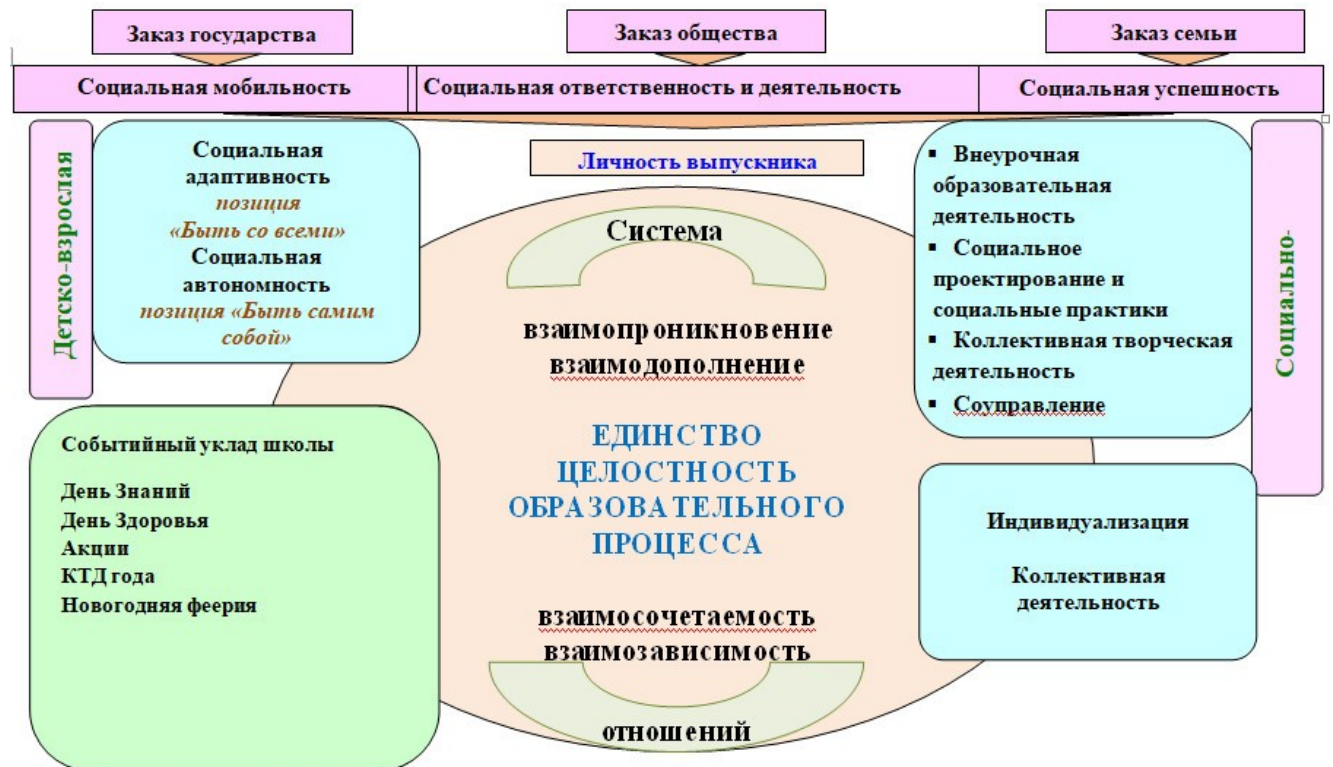 Заказ государства
Заказ общества
Заказ семьи
Социальная мобильность
Социальная ответственность и деятельность
Социальная успешность
Детско-взрослая
Социальная
адаптивность
позиция
«Быть со всеми»
Социальная
автономность
позиция «Быть самим
собой»
Личность выпускника
Система
взаимопроникновение
взаимодополнение
ЕДИНСТВО
ЦЕЛОСТНОСТЬ
ОБРАЗОВАТЕЛЬНОГО
ПРОЦЕССА
взаимосочетаемость
взаимозависимость
отношений
▪ Внеурочная
образовательная
деятельность
▪ Социальное
проектирование и
социальные практики
▪ Коллективная творческая
деятельность
▪ Соуправление
Социально-
Событийный уклад школы
День Знаний
День Здоровья
Акции
КТД года
Новогодняя феерия
Индивидуализация
Коллективная
деятельность